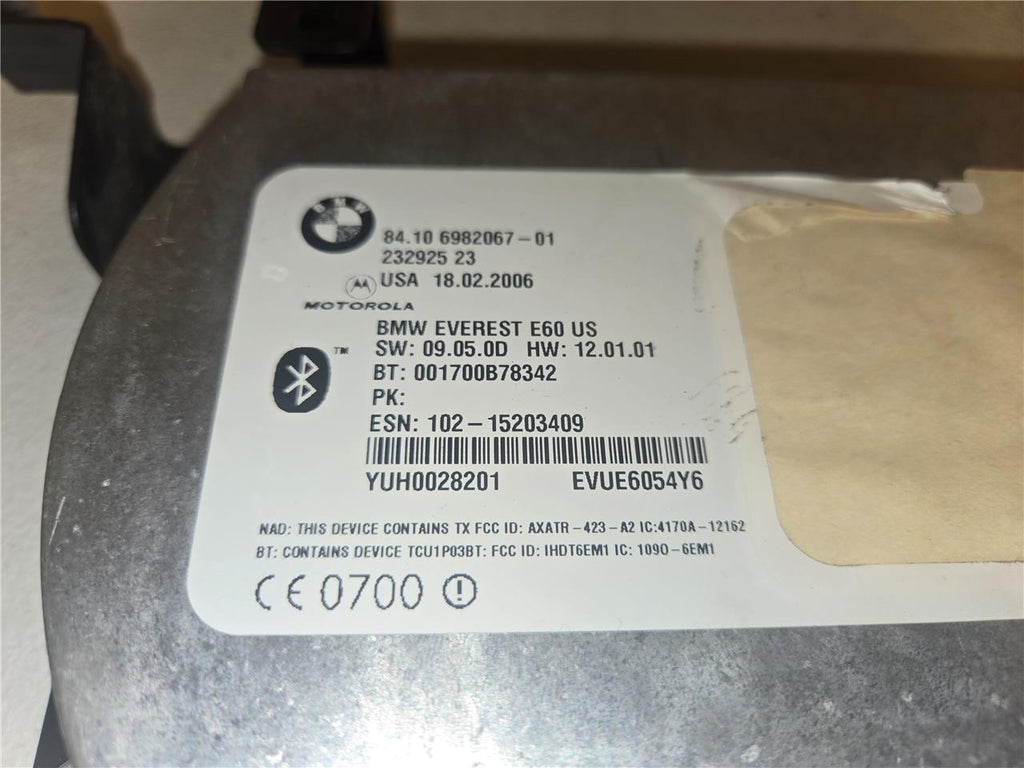 BMW
84.10 6982067-01
232925 23
USA 18.02.2006
MOTOROLA
BMW EVEREST E60 US
SW: 09.05.0D HW: 12.01.01
TM
BT: 001700B78342
PK:
ESN: 102-15203409
YUH0028201 EVUE6054Y6
NAD: THIS DEVICE CONTAINS TX FCC ID: AXATR-423-A2 IC:4170A-12162
BT: CONTAINS DEVICE TCU1P03BT: FCC ID: IHDT6EM1 IC: 1090-6EM1
CE 0700